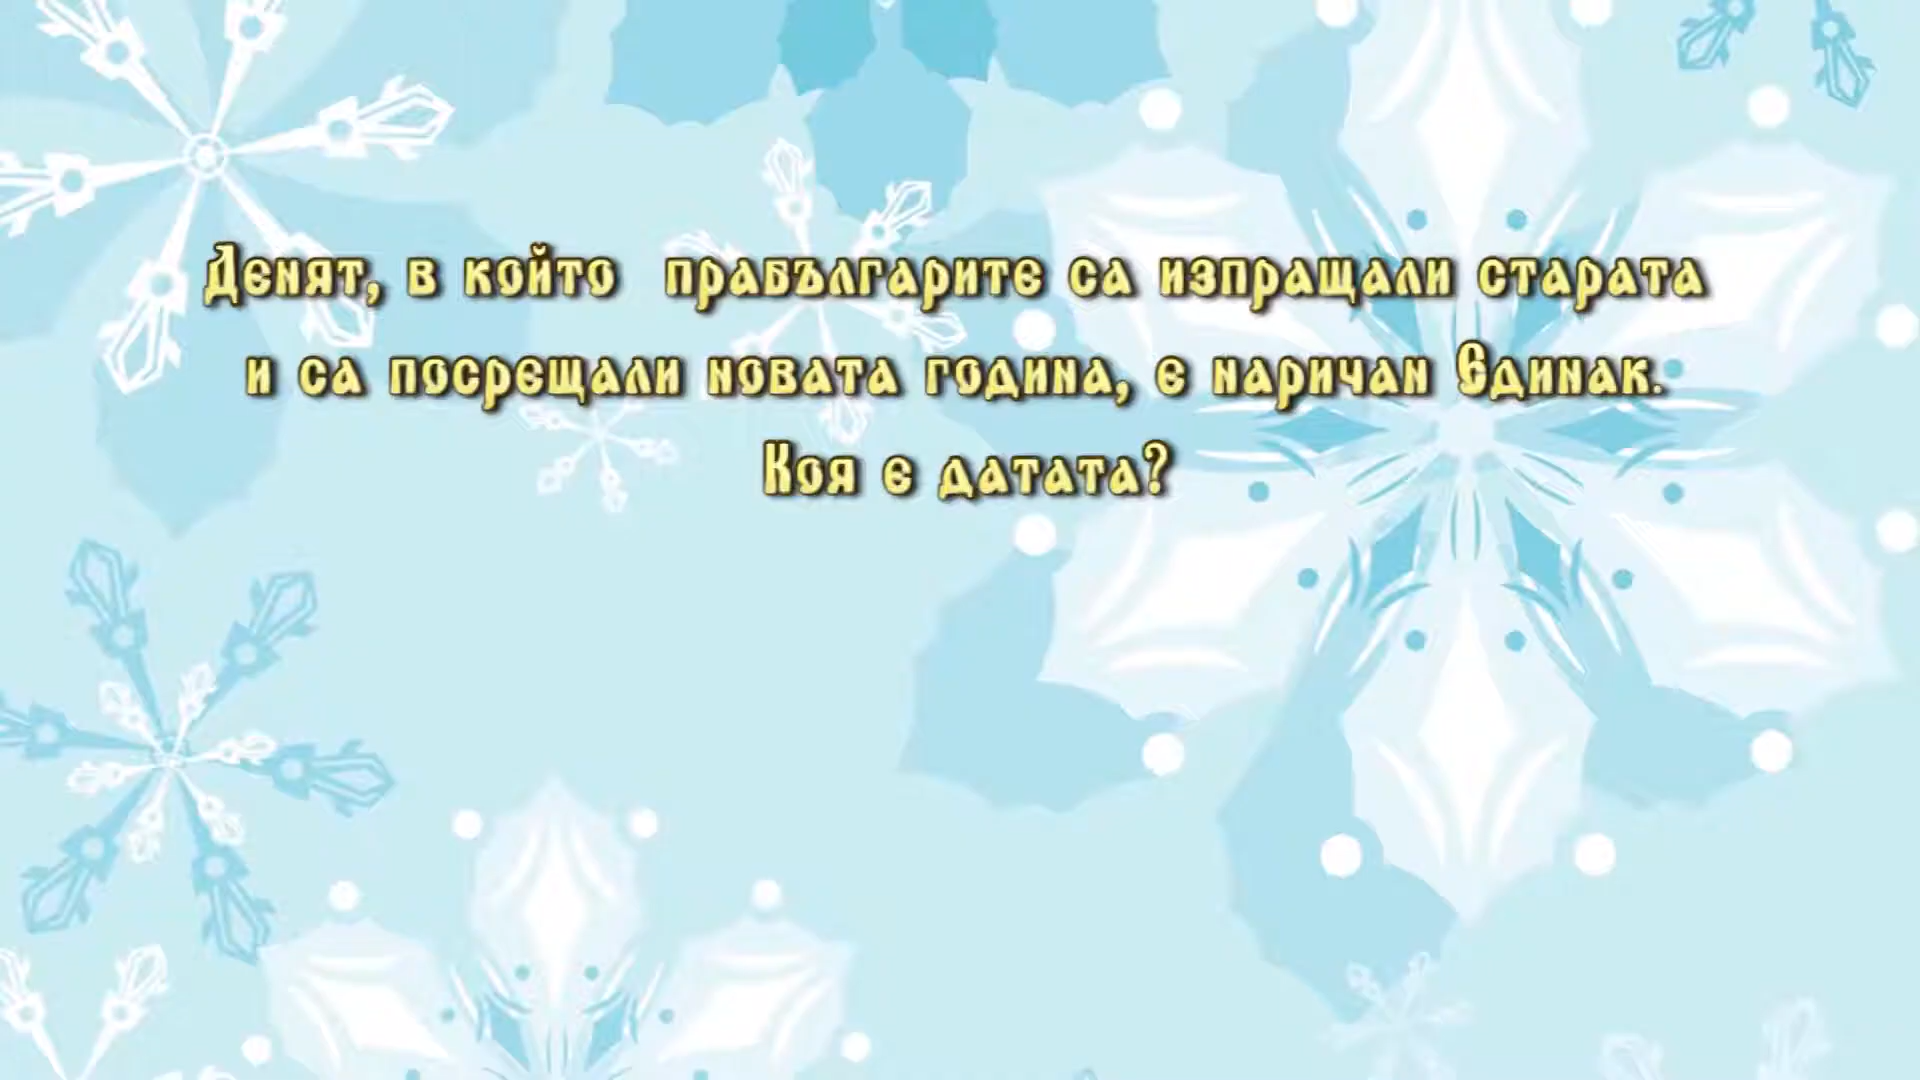 Денят, в който прабългарите са изпращали старата
и са посрещали новата година, е наричан Единак.
Коя е датата?